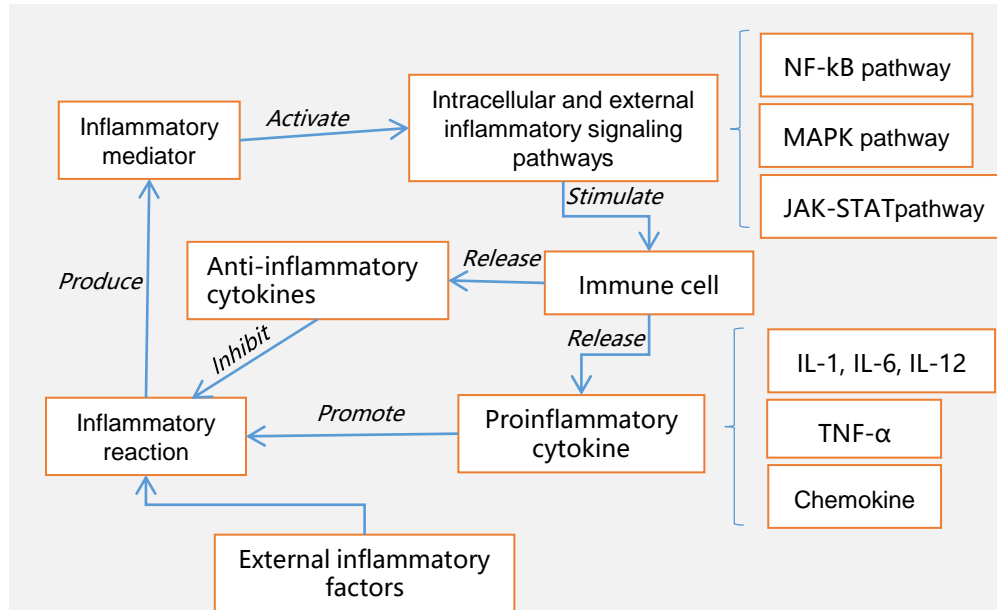 NF-kB pathway
Intracellular and external
inflammatory signaling
pathways
Activate
Inflammatory
mediator
MAPK pathway
JAK-STATpathway
Stimulate
Produce
Anti-inflammatory
cytokines
Release
Immune cell
Release
Inhibit
IL-1, IL-6, IL-12
Inflammatory
reaction
Promote
Proinflammatory
cytokine
TNF-α
Chemokine
External inflammatory
factors